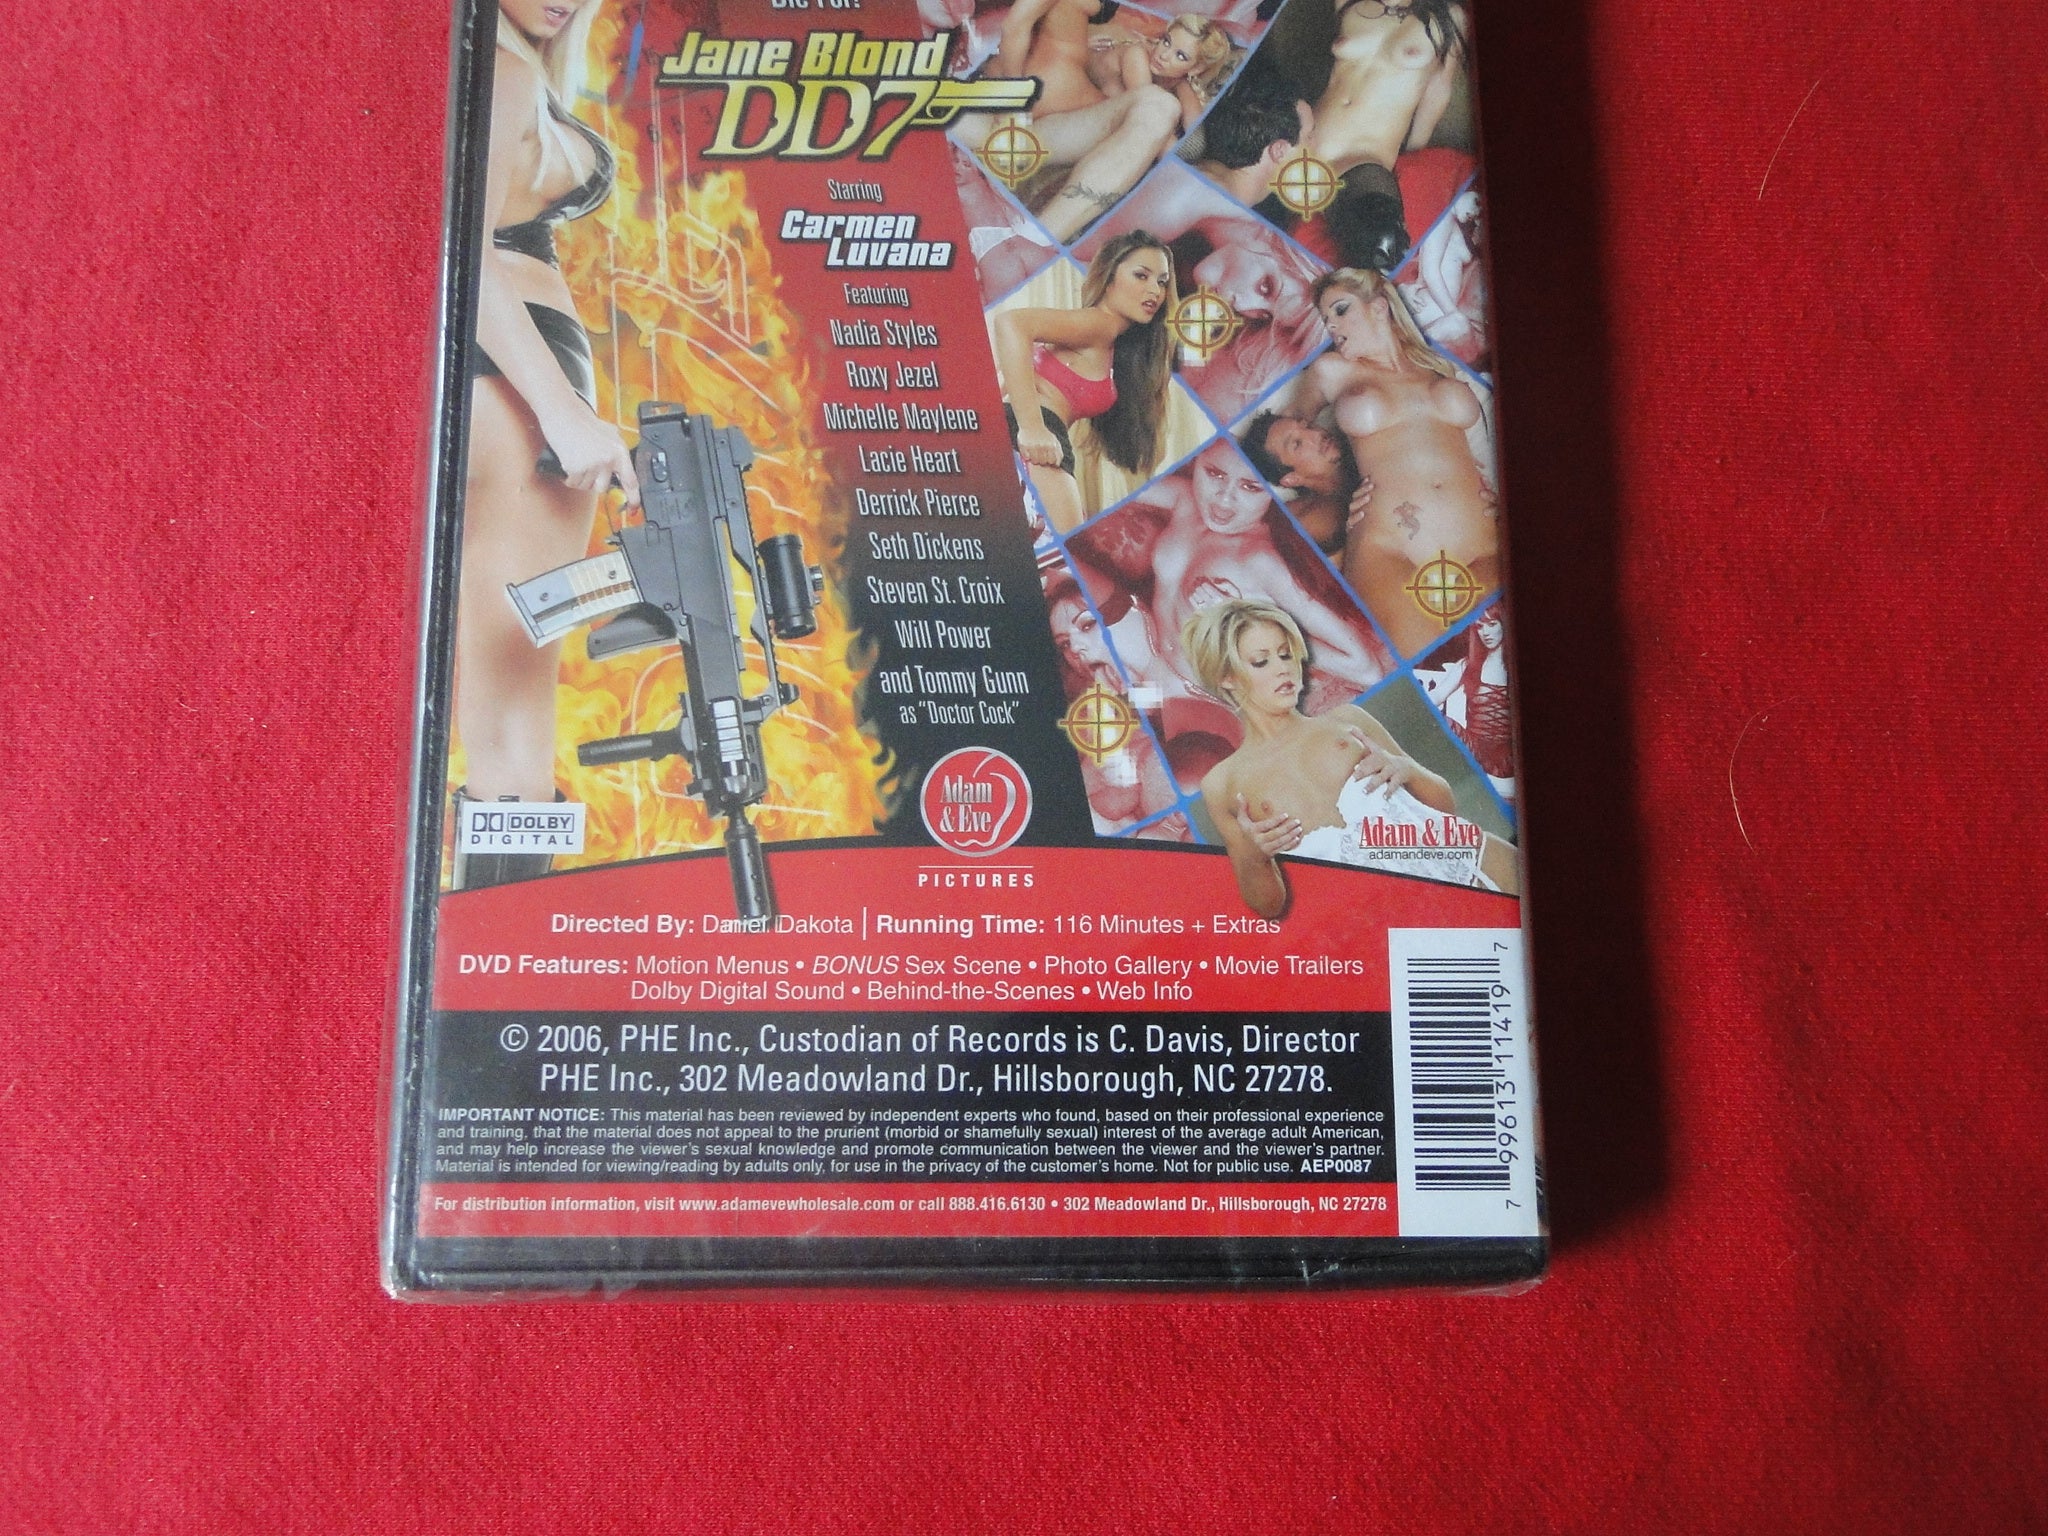 Die For!
Jane Blond
DD7
Starring
Carmen
Luvana
Featuring
Nadia Styles
Roxy Jezel
Michelle Maylene
Lacie Heart
Derrick Pierce
Seth Dickens
Steven St. Croix
Will Power
and Tommy Gunn
as "Doctor Cock"
Adam
& Eve
PICTURES
DOLBY
DIGITAL
Adam & Eve
adamandeve.com
Directed By: Daniel Dakota | Running Time: 116 Minutes + Extras
DVD Features: Motion Menus • BONUS Sex Scene • Photo Gallery • Movie Trailers
Dolby Digital Sound • Behind-the-Scenes • Web Info
© 2006, PHE Inc., Custodian of Records is C. Davis, Director
PHE Inc., 302 Meadowland Dr., Hillsborough, NC 27278.
IMPORTANT NOTICE: This material has been reviewed by independent experts who found, based on their professional experience
and training, that the material does not appeal to the prurient (morbid or shamefully sexual) interest of the average adult American,
and may help increase the viewer's sexual knowledge and promote communication between the viewer and the viewer's partner.
Material is intended for viewing/reading by adults only, for use in the privacy of the customer's home. Not for public use. AEP0087
For distribution information, visit www.adamevewholesale.com or call 888.416.6130 • 302 Meadowland Dr., Hillsborough, NC 27278
7 99613 11419 7